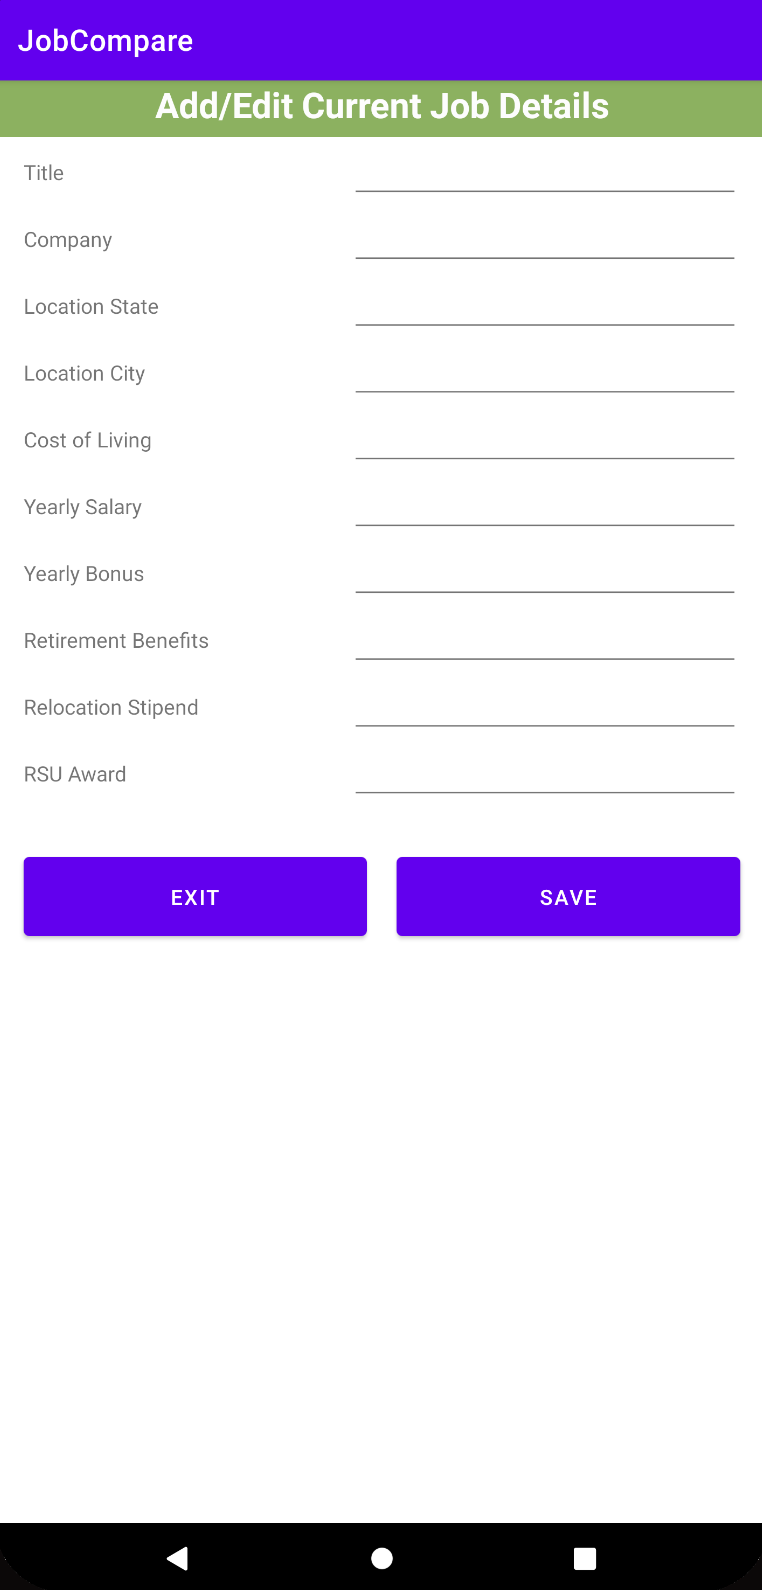 JobCompare
Add/Edit Current Job Details
Title
Company
Location State
Location City
Cost of Living
Yearly Salary
Yearly Bonus
Retirement Benefits
Relocation Stipend
RSU Award
EXIT SAVE